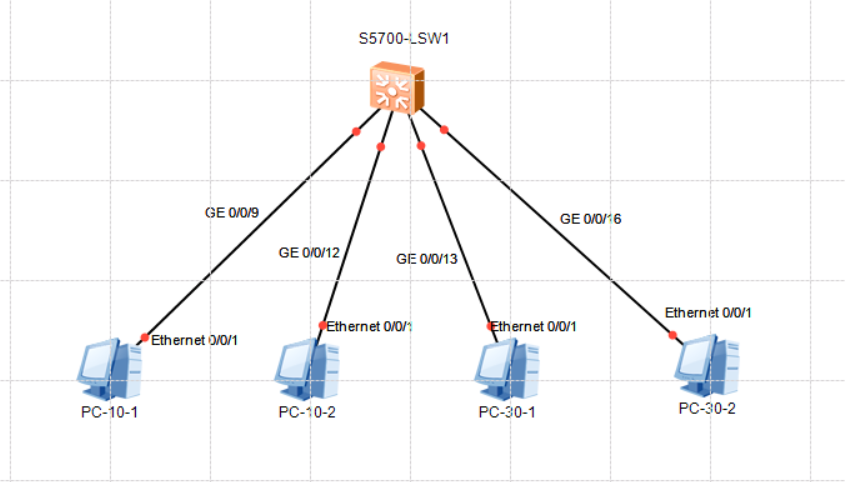 S5700-LSW1
GE 0/0/9
GE 0/0/16
GE 0/0/12
GE 0/0/13
Ethernet 0/0/1
Ethernet 0/0/1
Ethernet 0/0/1
Ethernet 0/0/1
PC-10-1
PC-10-2
PC-30-1
PC-30-2